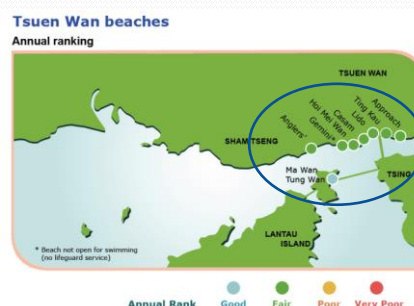 Tsuen Wan beaches
Annual ranking
TSUEN WAN
Approach
Ting Kau
Lido
Casam
Hoi Mei Wan
Gemini*
Anglers*
SHAM TSENG
Ma Wan
Tung Wan
TSING
LANTAU
ISLAND
* Beach not open for swimming
(no lifeguard service)
Annual Rank Good Fair Poor Very Poor